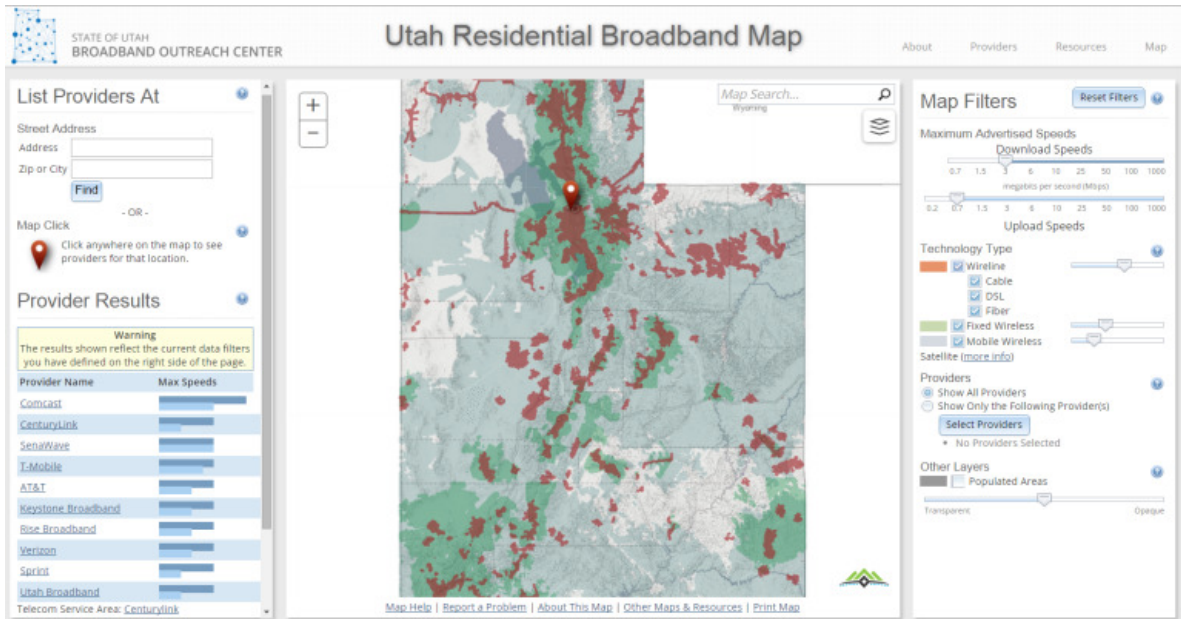 STATE OF UTAH
BROADBAND OUTREACH CENTER
Utah Residential Broadband Map
About Providers Resources Map
List Providers At
Street Address
Address
Zip or City
Find
- OR -
Map Click
Click anywhere on the map to see
providers for that location.
Provider Results
Warning
The results shown reflect the current data filters
you have defined on the right side of the page.
Provider Name Max Speeds
Comcast
CenturyLink
SenaWave
T-Mobile
AT&T
Keystone Broadband
Rise Broadband
Verizon
Sprint
Utah Broadband
Telecom Service Area: Centurylink
+
−
Map Search...
Wyoming
Map Help | Report a Problem | About This Map | Other Maps & Resources | Print Map
Map Filters
Reset Filters
Maximum Advertised Speeds
Download Speeds
0.7 1.5 3 6 10 25 50 100 1000
megabits per second (Mbps)
0.2 0.7 1.5 3 6 10 25 50 100 1000
Upload Speeds
Technology Type
Wireline
Cable
DSL
Fiber
Fixed Wireless
Mobile Wireless
Satellite (more info)
Providers
Show All Providers
Show Only the Following Provider(s)
Select Providers
• No Providers Selected
Other Layers
Populated Areas
Transparent Opaque